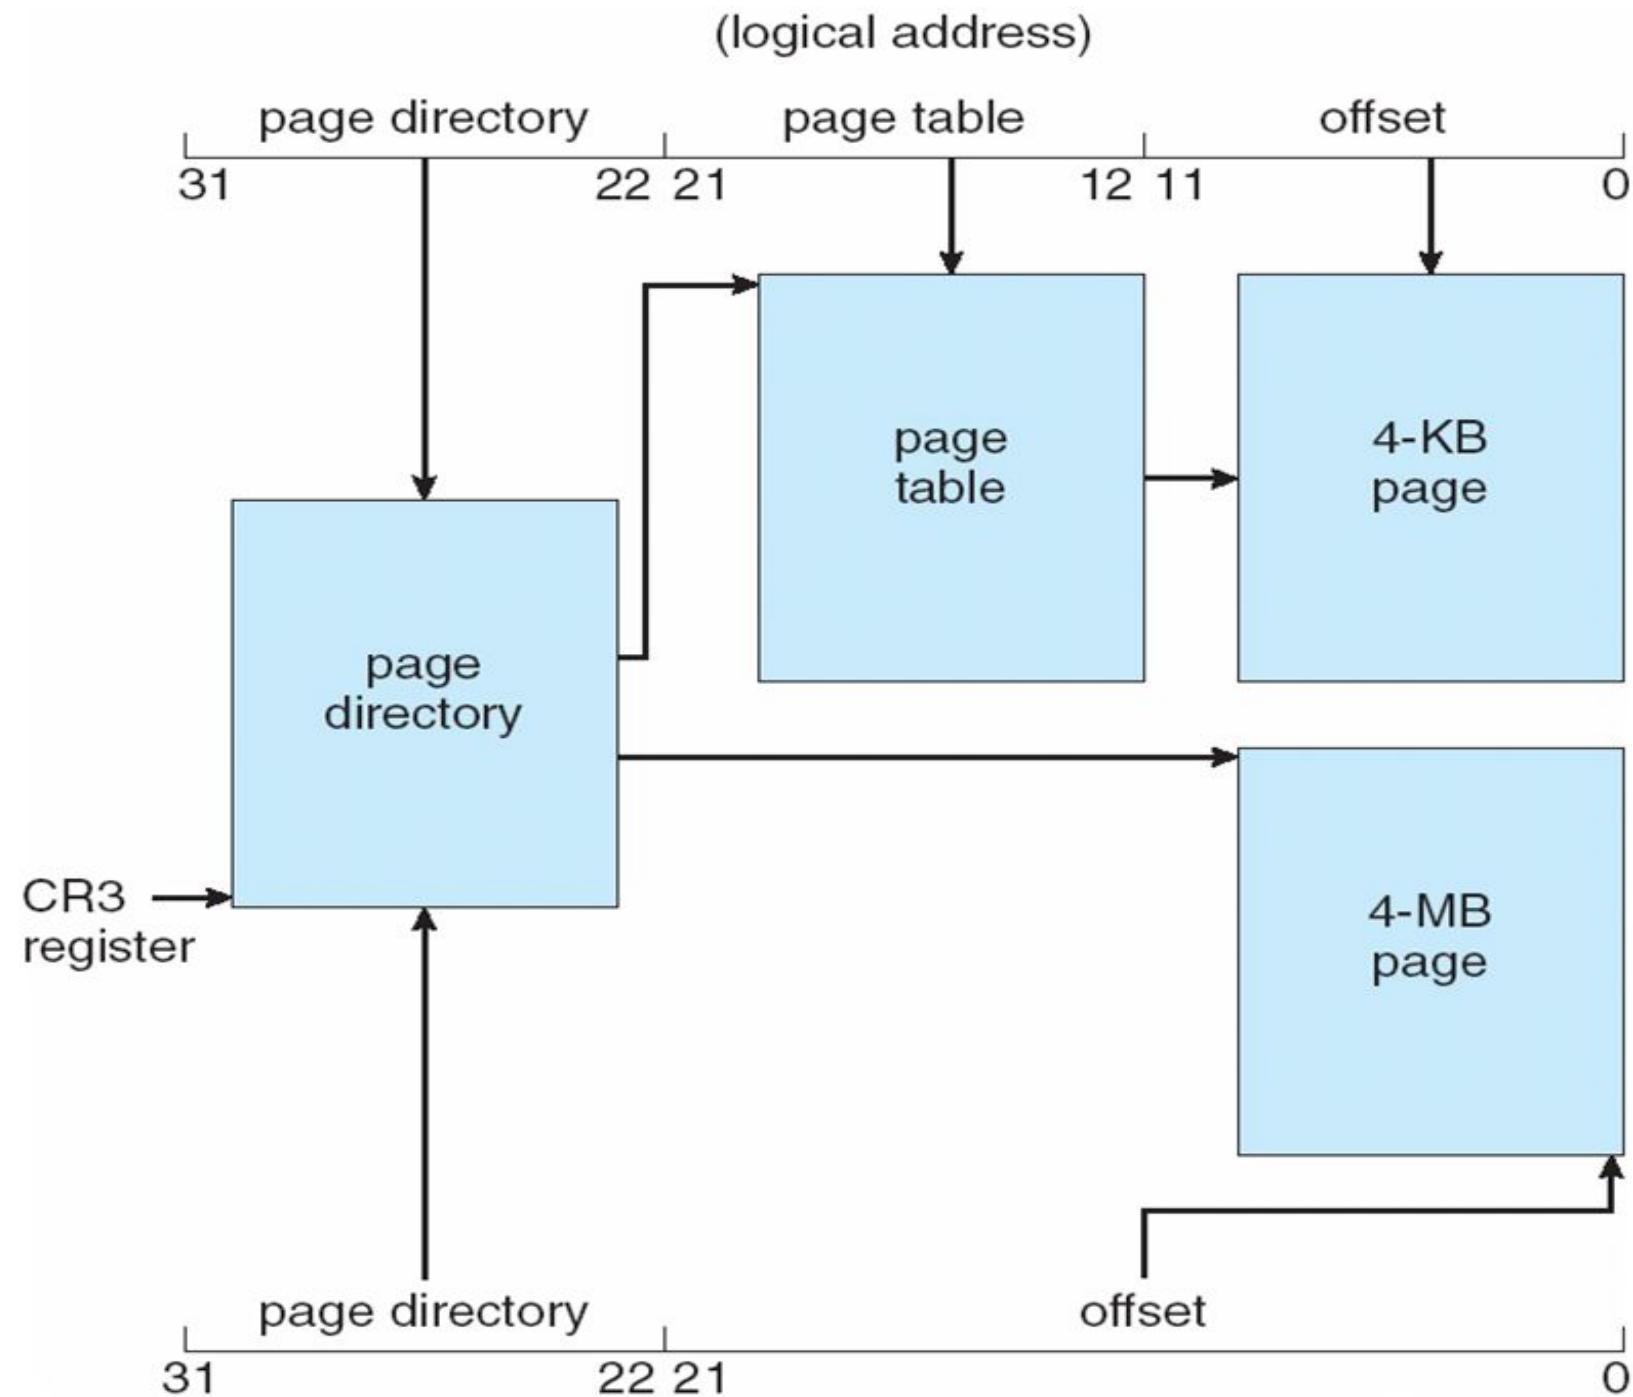 (logical address)
page directory
page table
offset
31
22 21
12 11
0
page
table
4-KB
page
page
directory
CR3
register
4-MB
page
page directory
offset
31
22 21
0